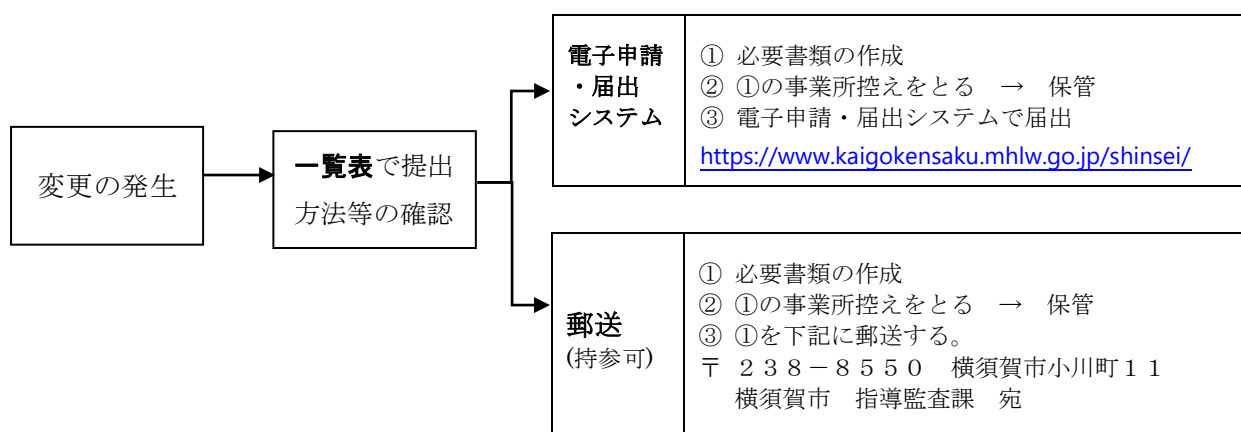 変更の発生
一覧表で提出
方法等の確認
電子申請
・届出
システム
① 必要書類の作成
② ①の事業所控えをとる → 保管
③ 電子申請・届出システムで届出
https://www.kaigokensaku.mhlw.go.jp/shinsei/
郵送
(持参可)
① 必要書類の作成
② ①の事業所控えをとる → 保管
③ ①を下記に郵送する。
〒 ２３８－８５５０ 横須賀市小川町１１
横須賀市 指導監査課 宛